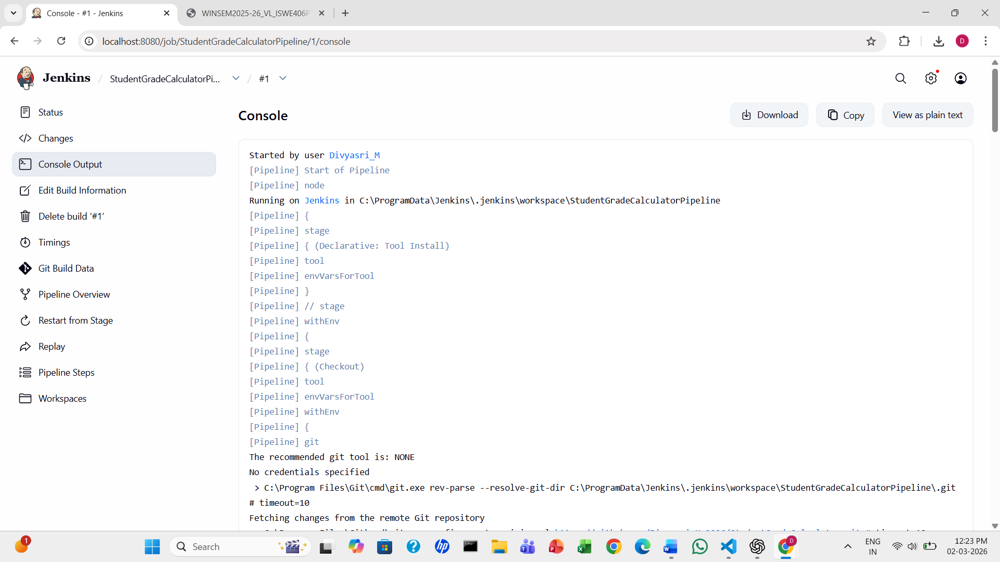 Console - #1 - Jenkins
WINSEM2025-26_VL_ISWE406P
localhost:8080/job/StudentGradeCalculatorPipeline/1/console
D
Jenkins / StudentGradeCalculatorPi... / #1
Status
Changes
Console Output
Edit Build Information
Delete build ‘#1’
Timings
Git Build Data
Pipeline Overview
Restart from Stage
Replay
Pipeline Steps
Workspaces
Console
Download
Copy
View as plain text
Started by user Divyasri_M
[Pipeline] Start of Pipeline
[Pipeline] node
Running on Jenkins in C:\ProgramData\Jenkins\.jenkins\workspace\StudentGradeCalculatorPipeline
[Pipeline] {
[Pipeline] stage
[Pipeline] { (Declarative: Tool Install)
[Pipeline] tool
[Pipeline] envVarsForTool
[Pipeline] }
[Pipeline] // stage
[Pipeline] withEnv
[Pipeline] {
[Pipeline] stage
[Pipeline] { (Checkout)
[Pipeline] tool
[Pipeline] envVarsForTool
[Pipeline] withEnv
[Pipeline] {
[Pipeline] git
The recommended git tool is: NONE
No credentials specified
> C:\Program Files\Git\cmd\git.exe rev-parse --resolve-git-dir C:\ProgramData\Jenkins\.jenkins\workspace\StudentGradeCalculatorPipeline\.git
# timeout=10
Fetching changes from the remote Git repository
1
Search
hp
D
ENG
IN
12:23 PM
02-03-2026